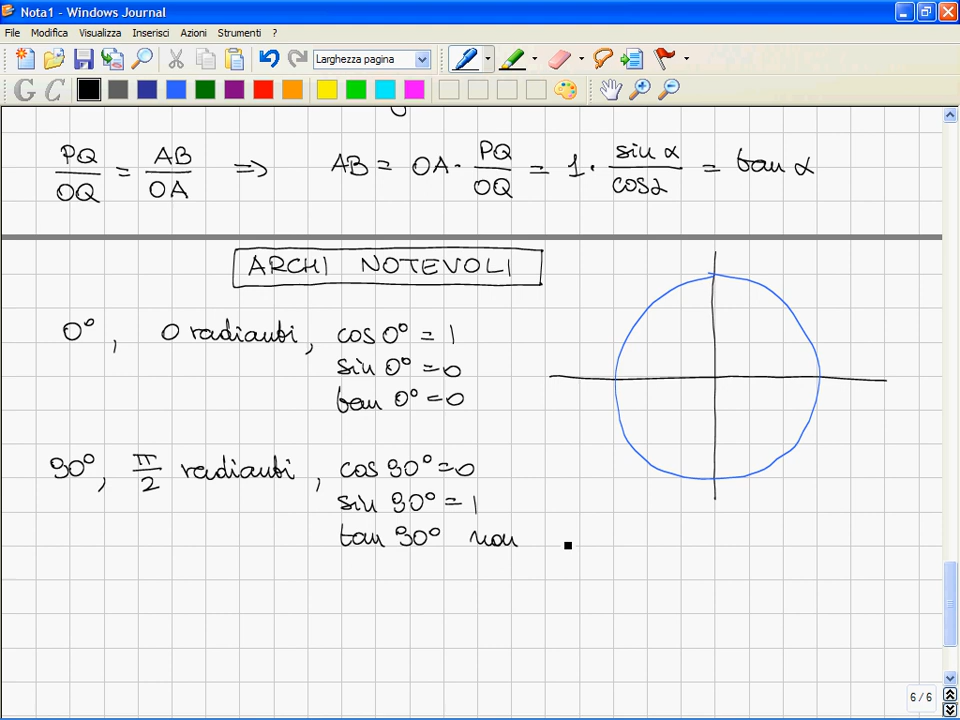 Nota1 - Windows Journal
File Modifica Visualizza Inserisci Azioni Strumenti ?
Larghezza pagina
G C
PQ/OQ = AB/OA ⇒ AB = OA · PQ/OQ = 1 · sin α/cos α = tan α
ARCHI NOTEVOLI
0°, 0 radianti, cos 0° = 1
sin 0° = 0
tan 0° = 0
90°, π/2 radianti, cos 90° = 0
sin 90° = 1
tan 90° non
6 / 6